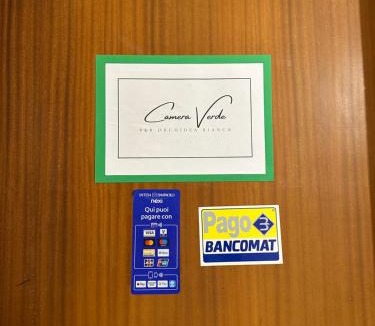 Camera Verde
B&B ORCHIDEA BIANCA
INTESA SANPAOLO
nexi
Qui puoi
pagare con
VISA
Pago
BANCOMAT